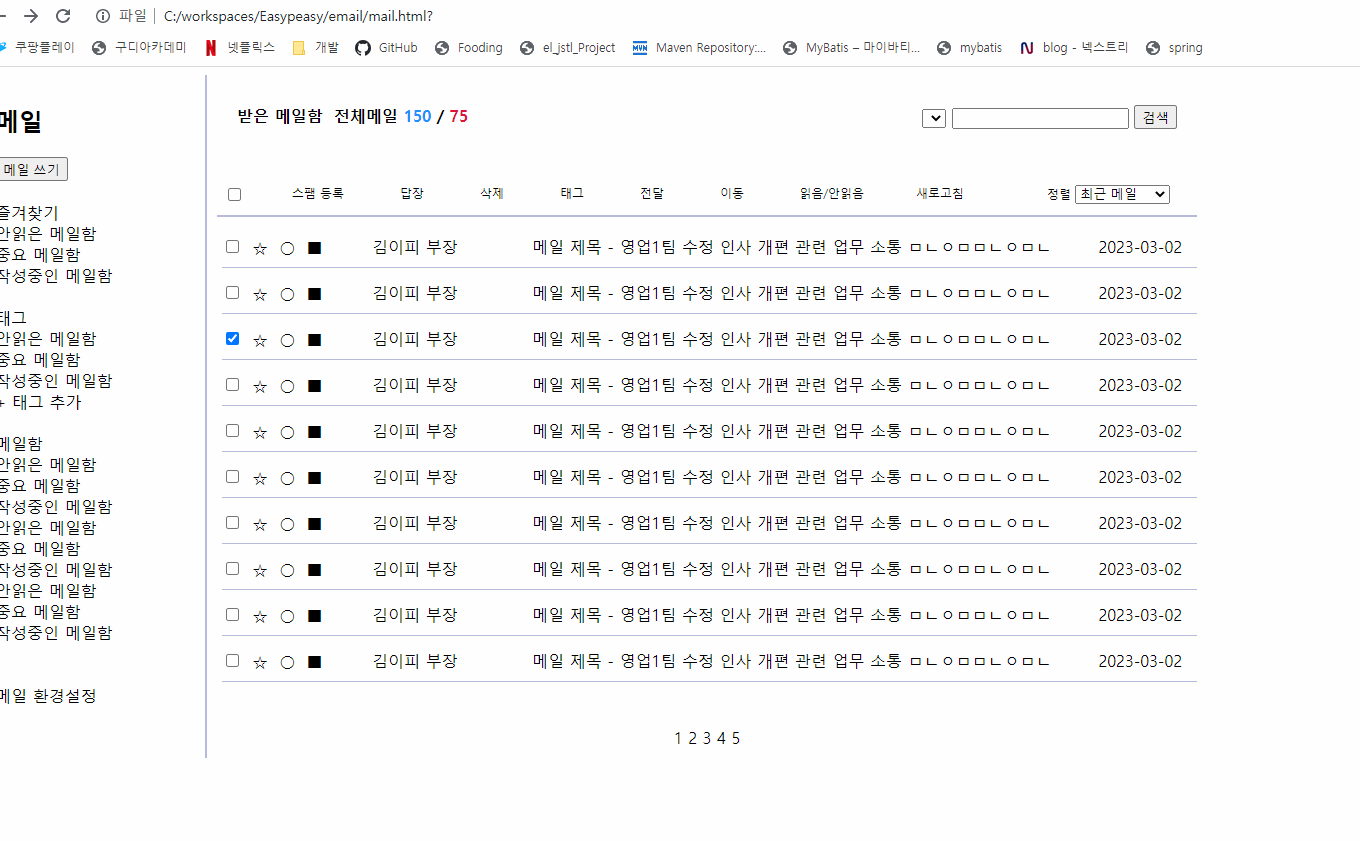 파일 C:/workspaces/Easypeasy/email/mail.html?
쿠팡플레이 구디아카데미 넷플릭스 개발 GitHub Fooding el_jstl_Project Maven Repository:... MyBatis – 마이바티... mybatis blog - 넥스트리 spring
메일
메일 쓰기
즐겨찾기
안읽은 메일함
중요 메일함
작성중인 메일함
태그
안읽은 메일함
중요 메일함
작성중인 메일함
+ 태그 추가
메일함
안읽은 메일함
중요 메일함
작성중인 메일함
안읽은 메일함
중요 메일함
작성중인 메일함
안읽은 메일함
중요 메일함
작성중인 메일함
메일 환경설정
받은 메일함 전체메일 150 / 75
검색
스팸 등록 답장 삭제 태그 전달 이동 읽음/안읽음 새로고침 정렬 최근 메일
☆ ○ ■ 김이피 부장 메일 제목 - 영업1팀 수정 인사 개편 관련 업무 소통 ㅁㄴㅇㅁㅁㄴㅇㅁㄴ 2023-03-02
☆ ○ ■ 김이피 부장 메일 제목 - 영업1팀 수정 인사 개편 관련 업무 소통 ㅁㄴㅇㅁㅁㄴㅇㅁㄴ 2023-03-02
☆ ○ ■ 김이피 부장 메일 제목 - 영업1팀 수정 인사 개편 관련 업무 소통 ㅁㄴㅇㅁㅁㄴㅇㅁㄴ 2023-03-02
☆ ○ ■ 김이피 부장 메일 제목 - 영업1팀 수정 인사 개편 관련 업무 소통 ㅁㄴㅇㅁㅁㄴㅇㅁㄴ 2023-03-02
☆ ○ ■ 김이피 부장 메일 제목 - 영업1팀 수정 인사 개편 관련 업무 소통 ㅁㄴㅇㅁㅁㄴㅇㅁㄴ 2023-03-02
☆ ○ ■ 김이피 부장 메일 제목 - 영업1팀 수정 인사 개편 관련 업무 소통 ㅁㄴㅇㅁㅁㄴㅇㅁㄴ 2023-03-02
☆ ○ ■ 김이피 부장 메일 제목 - 영업1팀 수정 인사 개편 관련 업무 소통 ㅁㄴㅇㅁㅁㄴㅇㅁㄴ 2023-03-02
☆ ○ ■ 김이피 부장 메일 제목 - 영업1팀 수정 인사 개편 관련 업무 소통 ㅁㄴㅇㅁㅁㄴㅇㅁㄴ 2023-03-02
☆ ○ ■ 김이피 부장 메일 제목 - 영업1팀 수정 인사 개편 관련 업무 소통 ㅁㄴㅇㅁㅁㄴㅇㅁㄴ 2023-03-02
☆ ○ ■ 김이피 부장 메일 제목 - 영업1팀 수정 인사 개편 관련 업무 소통 ㅁㄴㅇㅁㅁㄴㅇㅁㄴ 2023-03-02
1 2 3 4 5